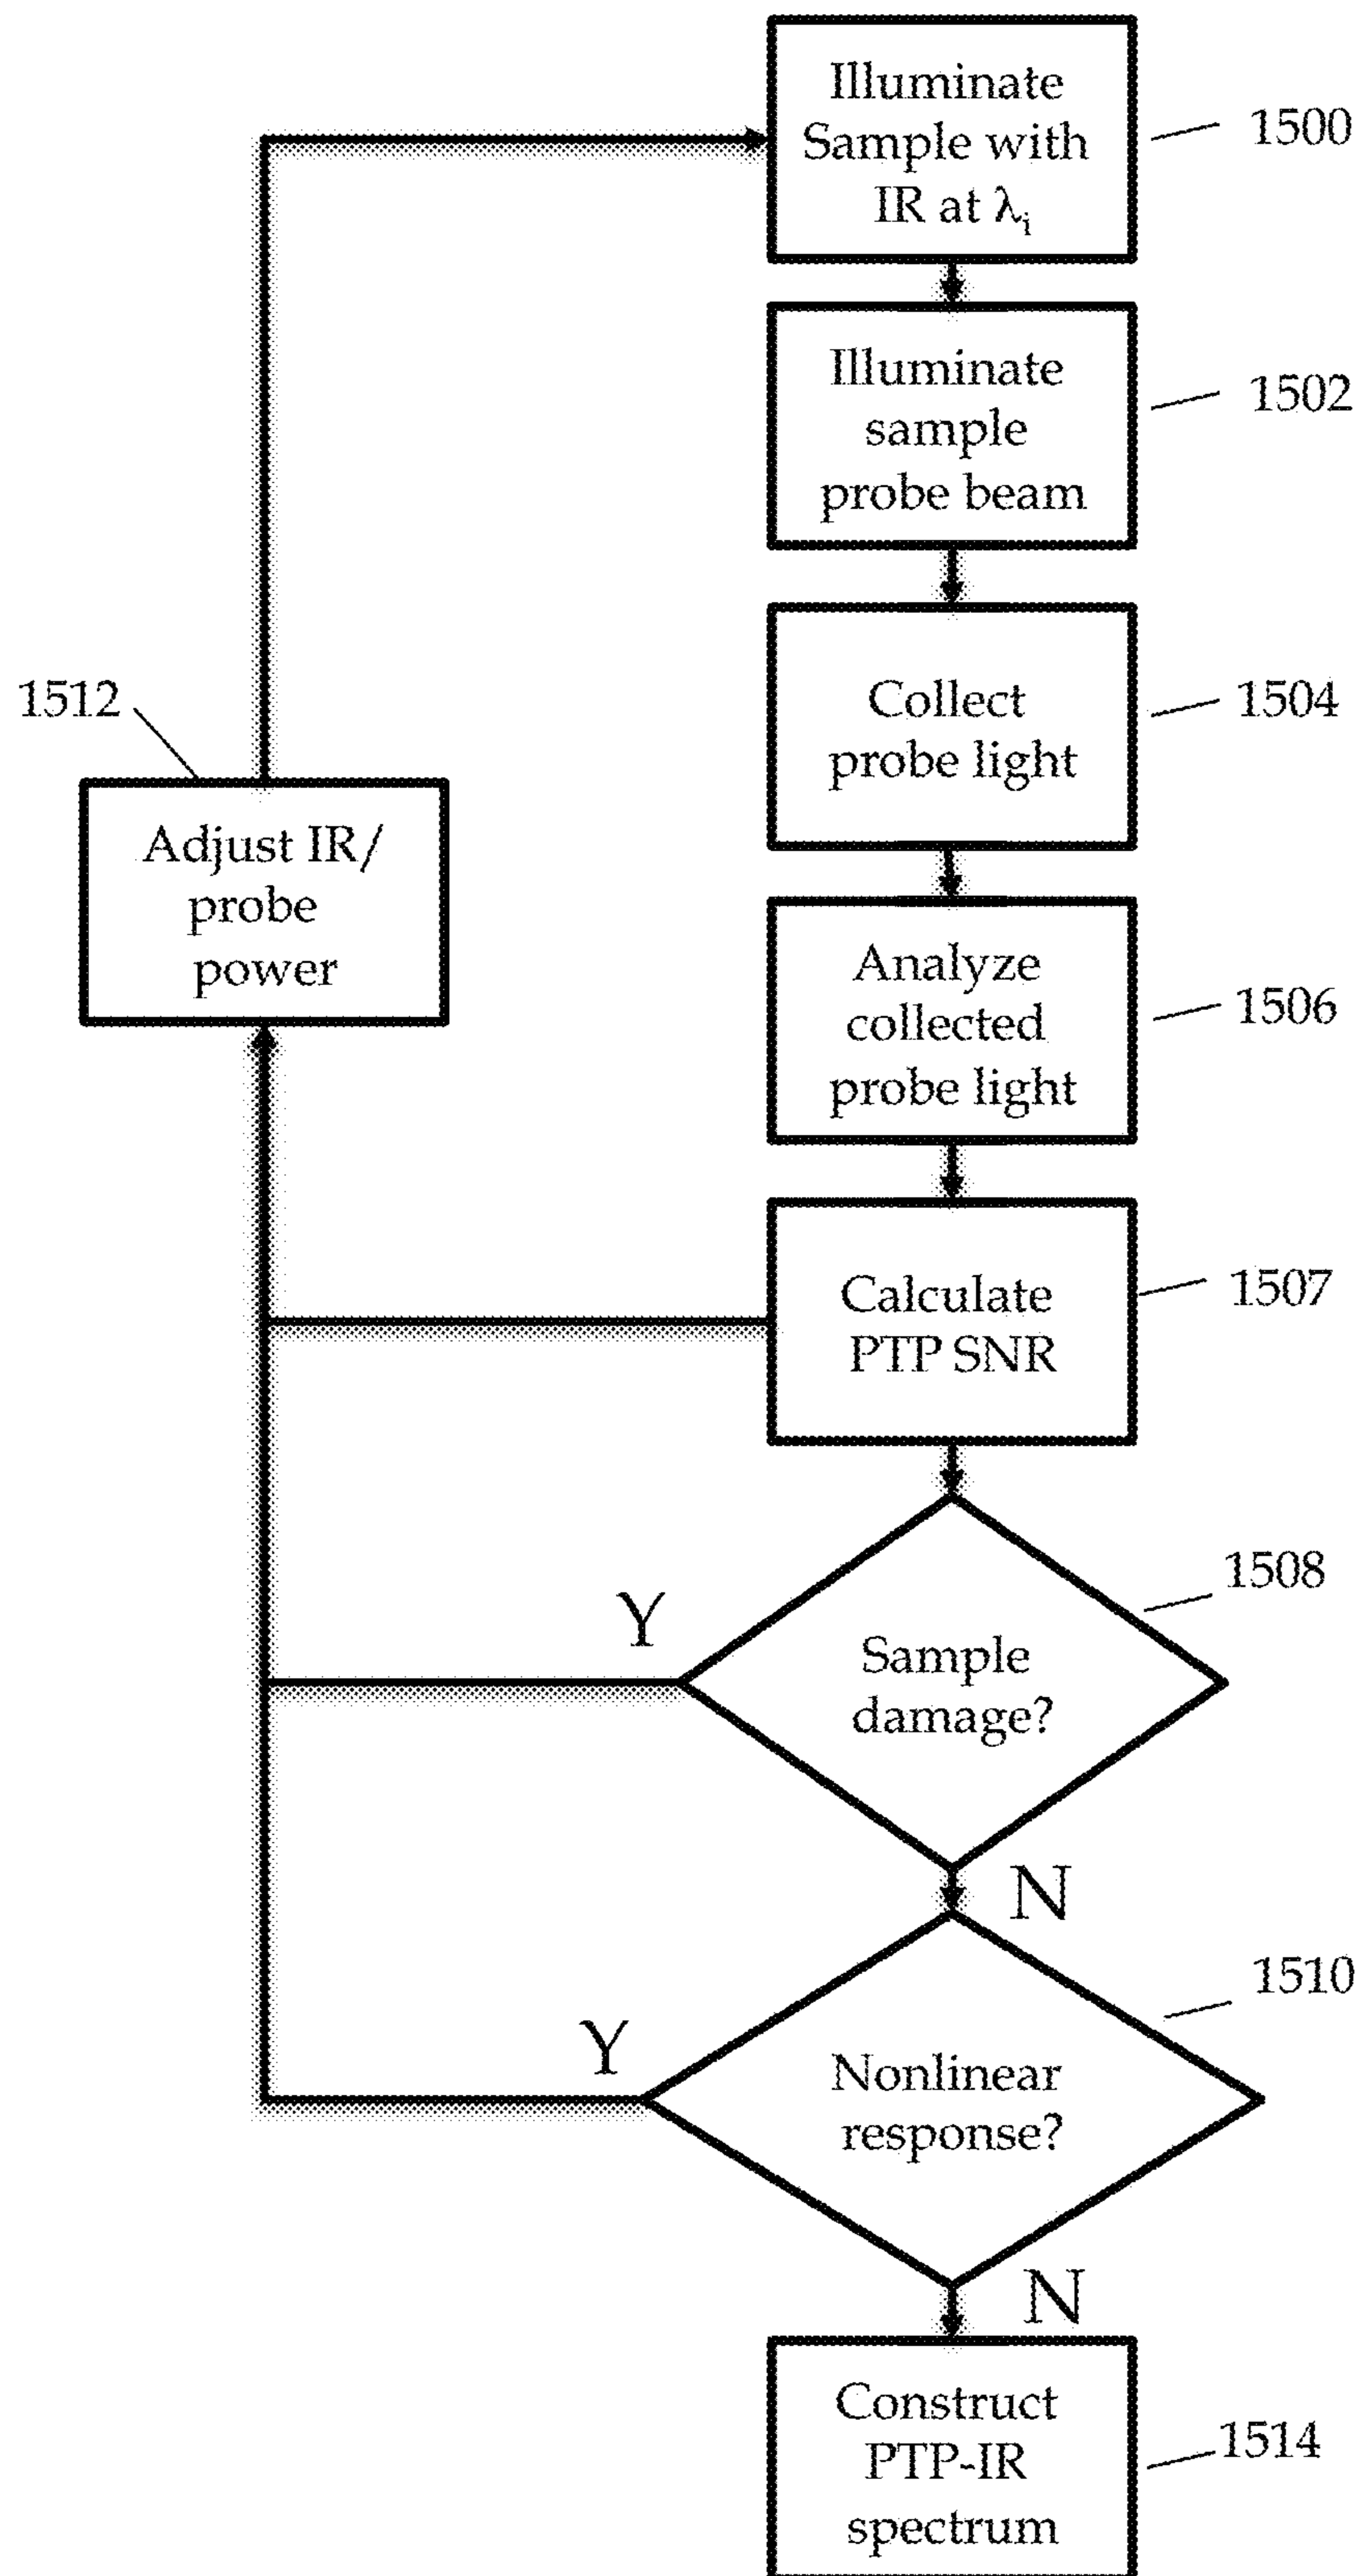 Illuminate
Sample with
IR at λi
1500
Illuminate
sample
probe beam
1502
Collect
probe light
1504
1512
Adjust IR/
probe
power
Analyze
collected
probe light
1506
Calculate
PTP SNR
1507
1508
Y
Sample
damage?
N
1510
Y
Nonlinear
response?
N
Construct
PTP-IR
spectrum
1514